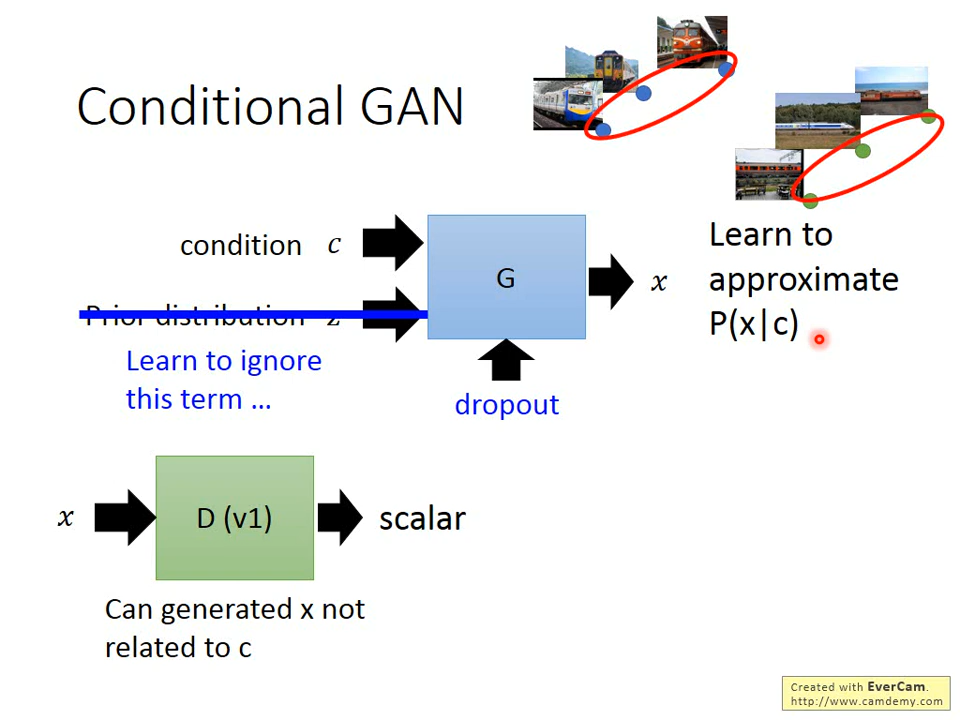 Conditional GAN
condition c
Prior distribution z
G
x
Learn to
approximate
P(x|c)
Learn to ignore
this term …
dropout
x
D (v1)
scalar
Can generated x not
related to c
Created with EverCam.
http://www.camdemy.com